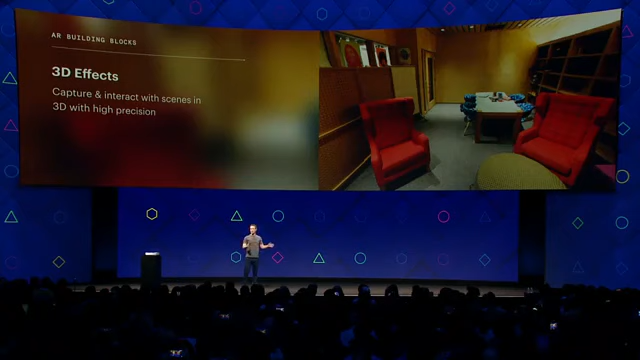 AR BUILDING BLOCKS
3D Effects
Capture & interact with scenes in
3D with high precision